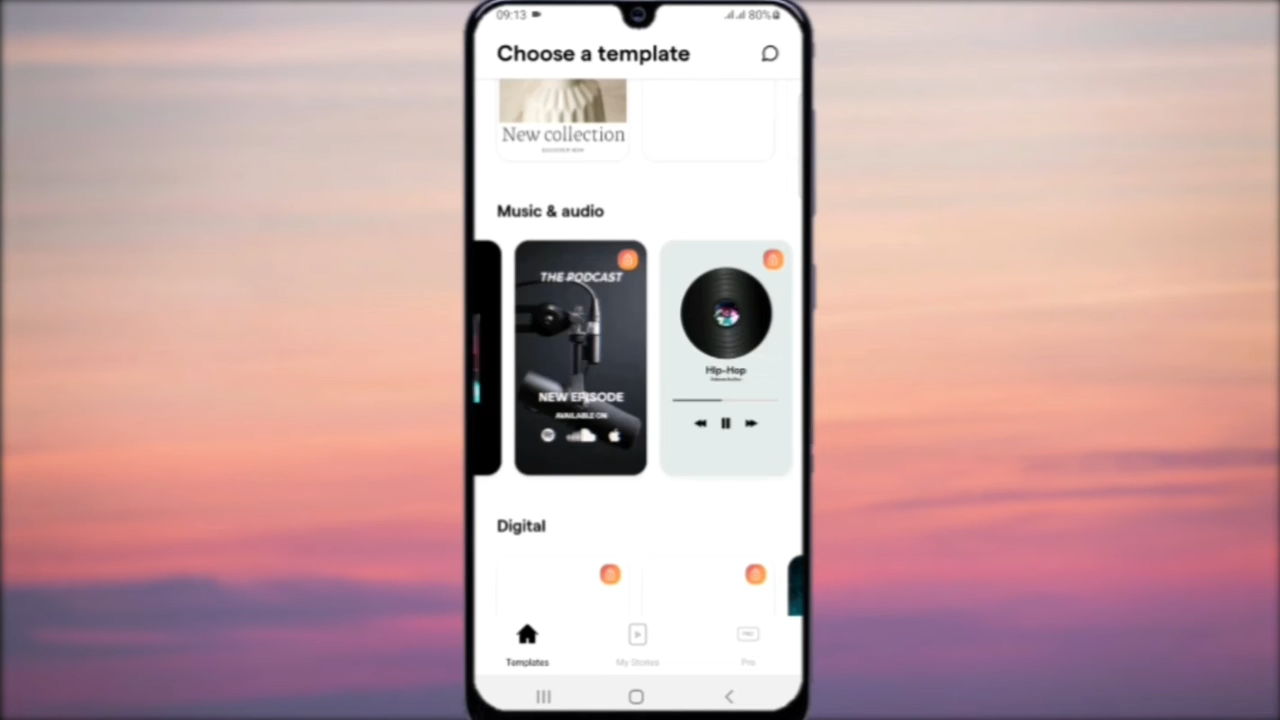 09:13
80%
Choose a template
New collection
Music & audio
THE PODCAST
NEW EPISODE
AVAILABLE ON
Hip-Hop
Digital
Templates
My Stories
Pro